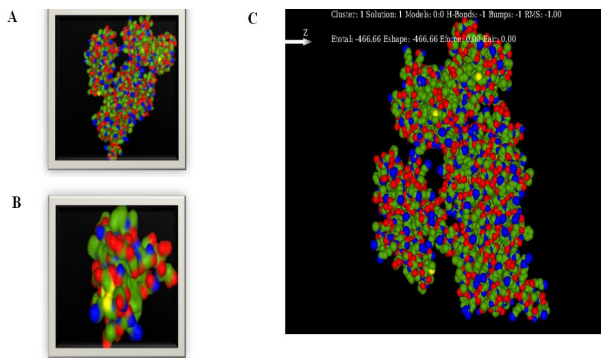 A
B
C
Cluster: 1 Solution: 1 Models: 0:0 H-Bonds: -1 Bumps: -1 RMS: -1.00
Z
Etotal: -466.66 Eshape: -466.66 Eforce: 0.00 Eair: 0.00